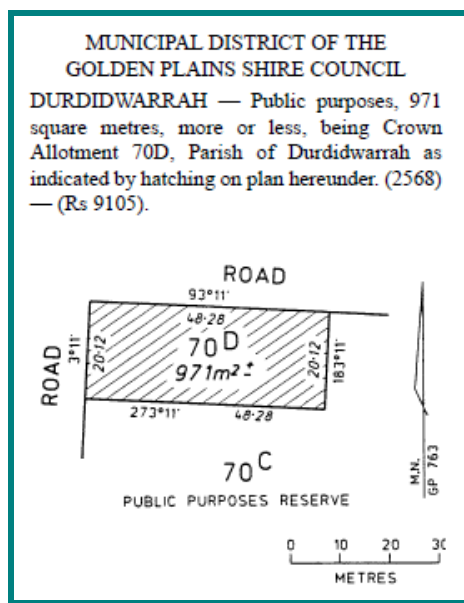 MUNICIPAL DISTRICT OF THE
GOLDEN PLAINS SHIRE COUNCIL
DURDIDWARRAH — Public purposes, 971
square metres, more or less, being Crown
Allotment 70D, Parish of Durdidwarrah as
indicated by hatching on plan hereunder. (2568)
— (Rs 9105).
ROAD
93°11'
48·28
ROAD
3°11'
20·12
70D
971m² ±
20·12
183°11'
273°11'
48·28
70C
PUBLIC PURPOSES RESERVE
M.N.
GP 763
0 10 20 30
METRES